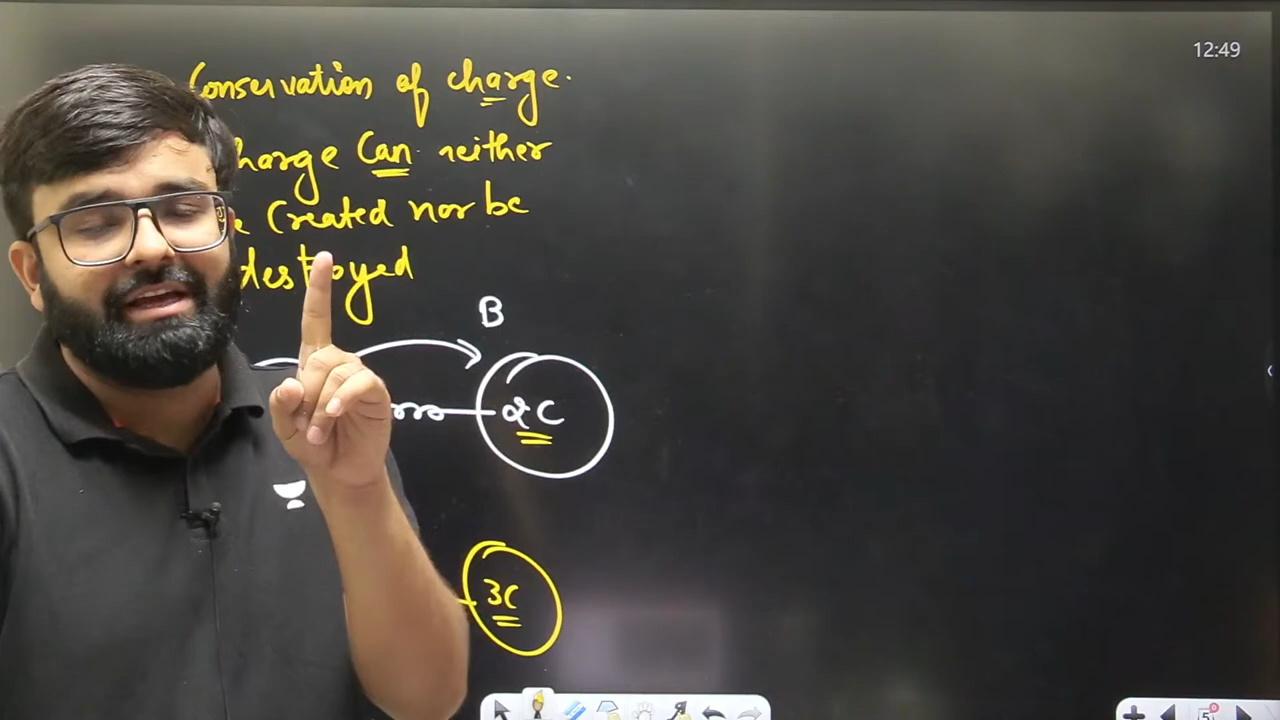 12:49
Conservation of charge.
harge Can neither
e Created nor be
destroyed
B
2C
3C